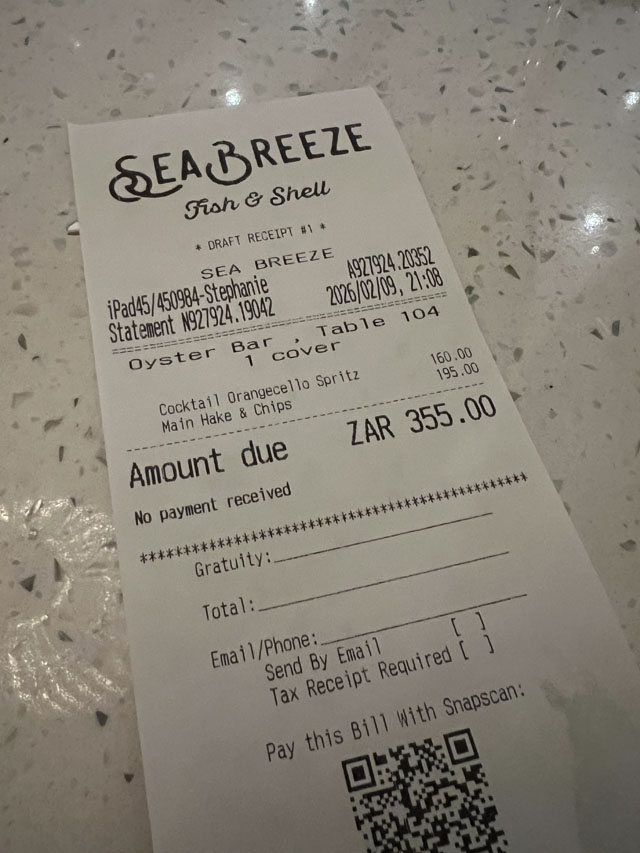 SEA BREEZE
Fish & Shell
* DRAFT RECEIPT #1 *
SEA BREEZE
iPad45/4509B4-Stephanie A927924.20352
Statement N927924.19042 2026/02/09, 21:08
Oyster Bar , Table 104
1 cover
Cocktail Orangecello Spritz 160.00
Main Hake & Chips 195.00
Amount due ZAR 355.00
No payment received
*******************************************
Gratuity:
Total:
Email/Phone:
Send By Email [ ]
Tax Receipt Required [ ]
Pay this Bill With Snapscan: